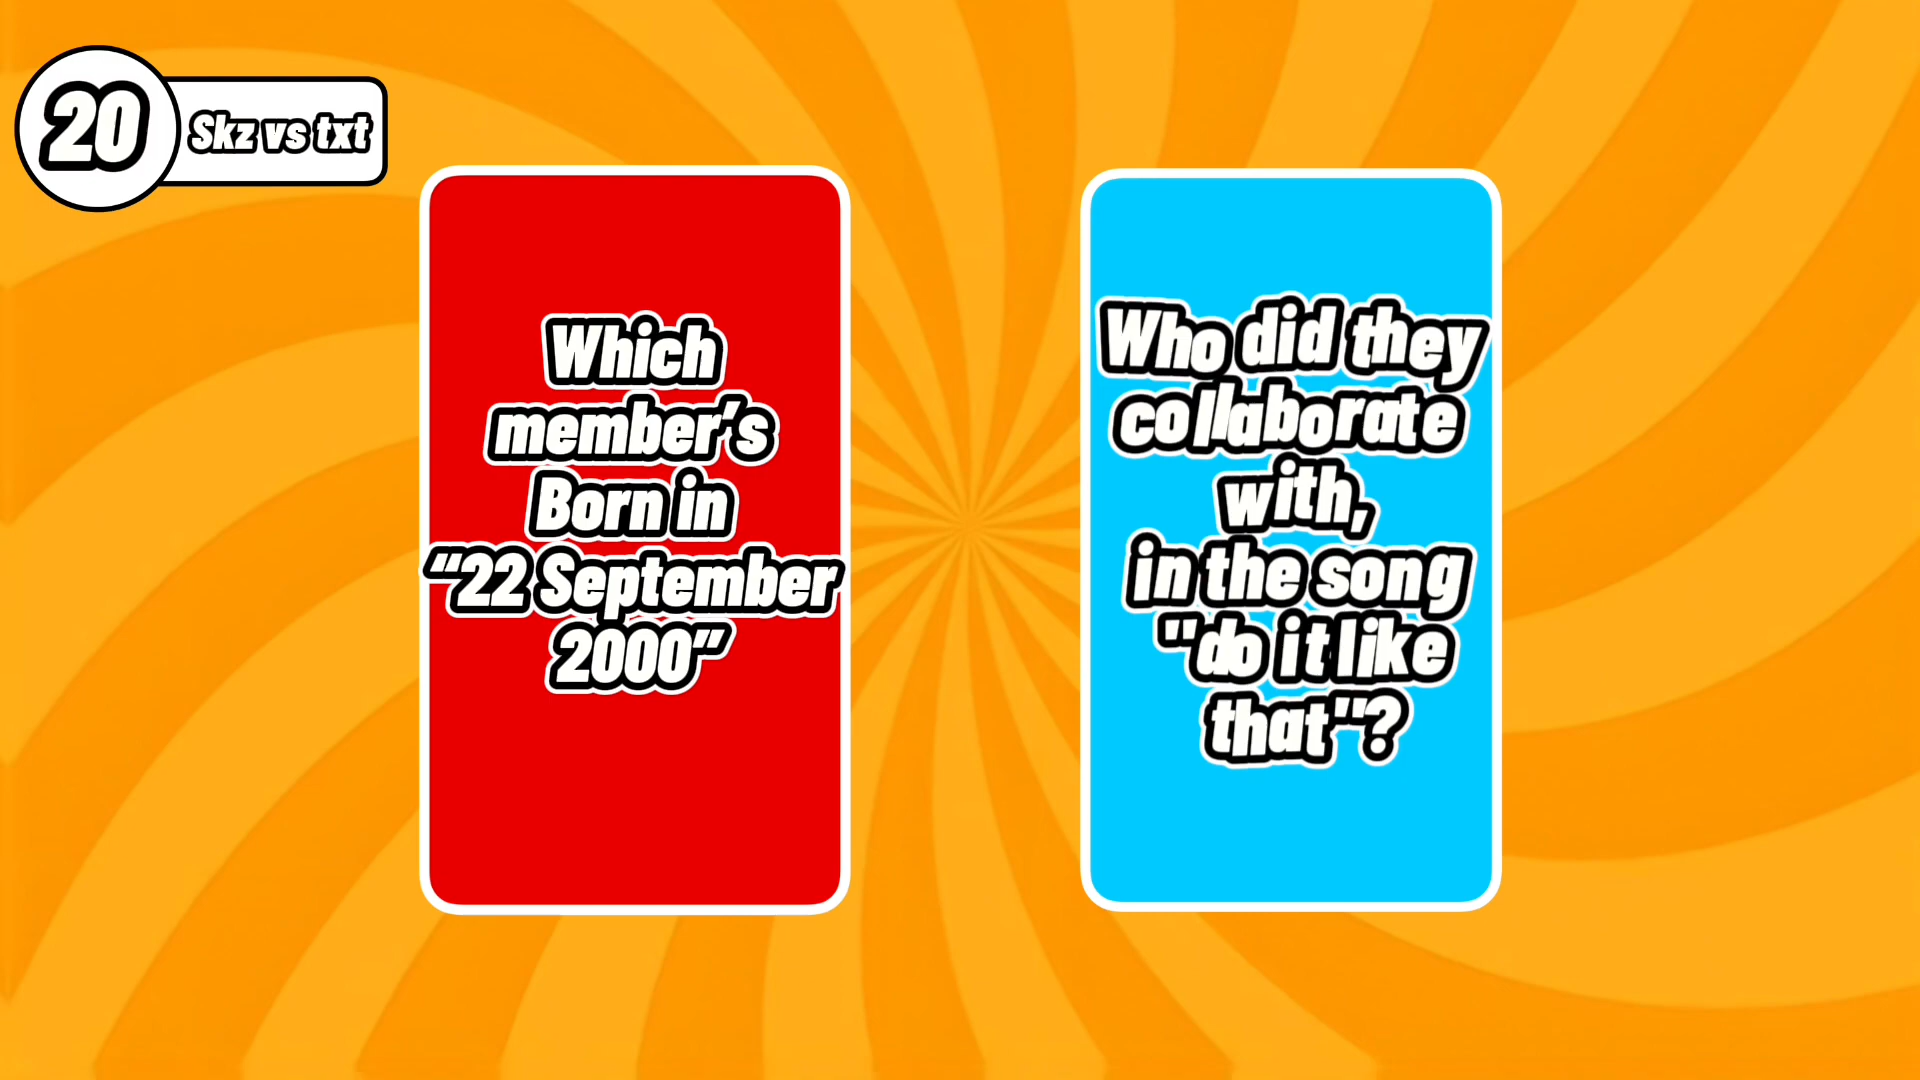 20
Skz vs txt
Which
member’s
Born in
“22 September
2000”
Who did they
collaborate
with,
in the song
"do it like
that"?